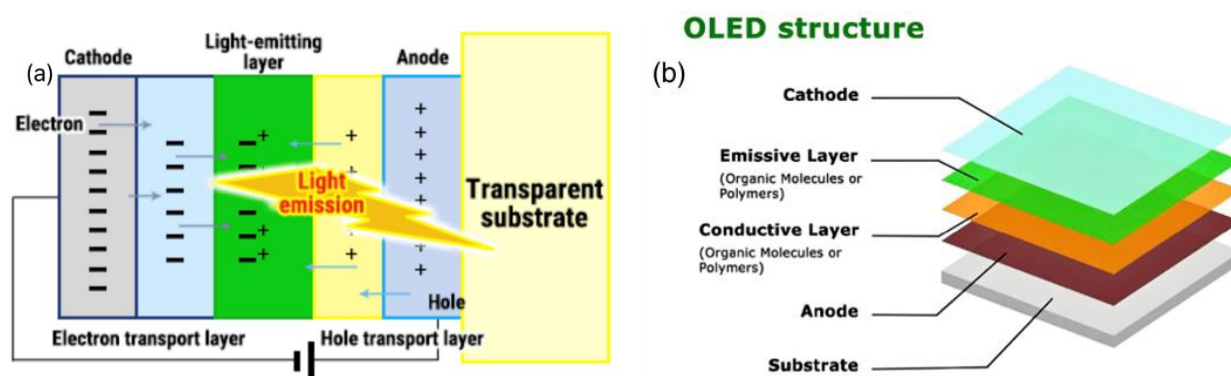 (a)
Cathode
Light-emitting
layer
Anode
Electron
Light
emission
Transparent
substrate
Hole
Electron transport layer
Hole transport layer
OLED structure
(b)
Cathode
Emissive Layer
(Organic Molecules or
Polymers)
Conductive Layer
(Organic Molecules or
Polymers)
Anode
Substrate